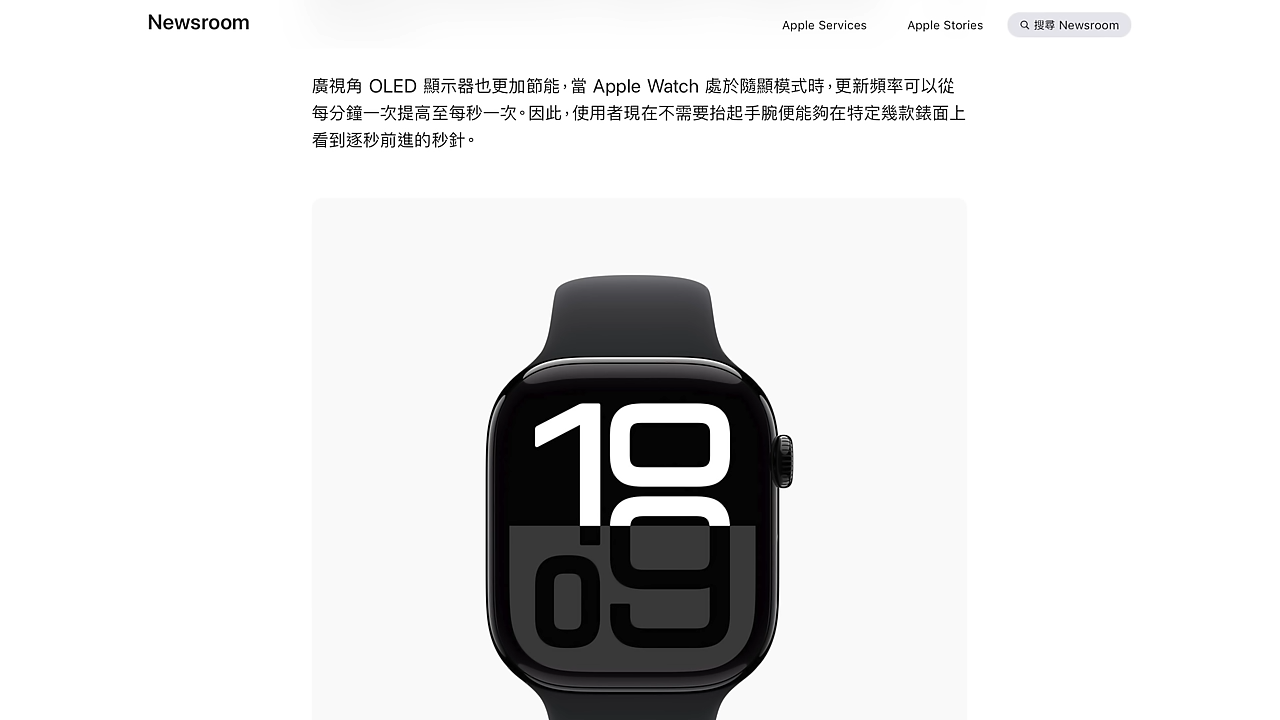 Newsroom
Apple Services
Apple Stories
搜尋 Newsroom
廣視角 OLED 顯示器也更加節能，當 Apple Watch 處於隨顯模式時，更新頻率可以從
每分鐘一次提高至每秒一次。因此，使用者現在不需要抬起手腕便能夠在特定幾款錶面上
看到逐秒前進的秒針。
10
09